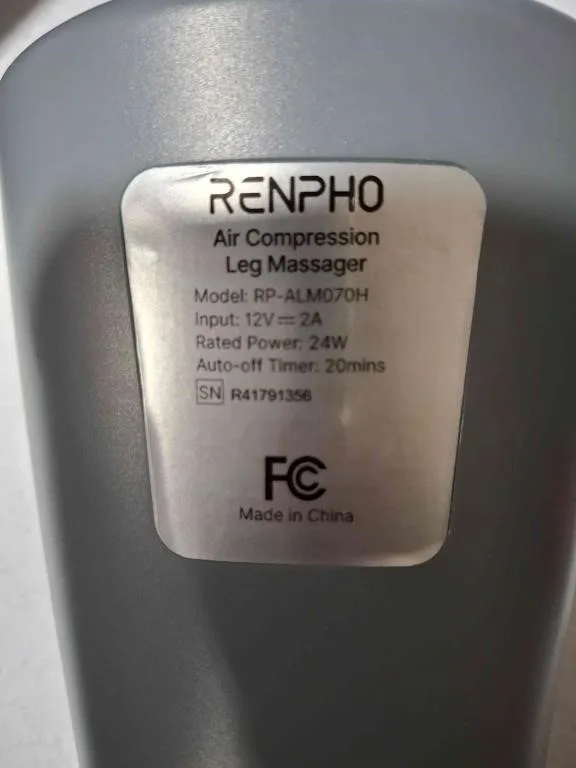 RENPHO
Air Compression
Leg Massager
Model: RP-ALM070H
Input: 12V⎓2A
Rated Power: 24W
Auto-off Timer: 20mins
SN R41791356
FC
Made in China